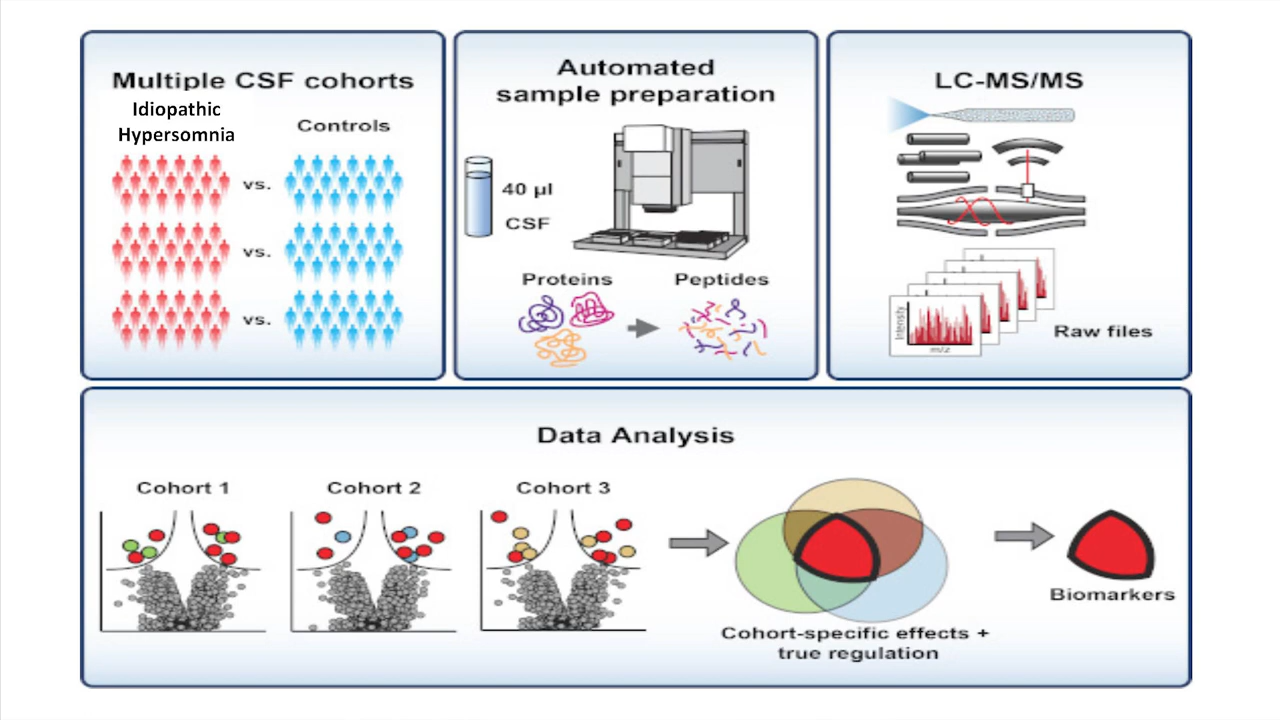 Multiple CSF cohorts
Idiopathic
Hypersomnia
Controls
vs.
vs.
vs.
Automated
sample preparation
40 µl
CSF
Proteins
Peptides
LC-MS/MS
Intensity
m/z
Raw files
Data Analysis
Cohort 1
Cohort 2
Cohort 3
Cohort-specific effects +
true regulation
Biomarkers